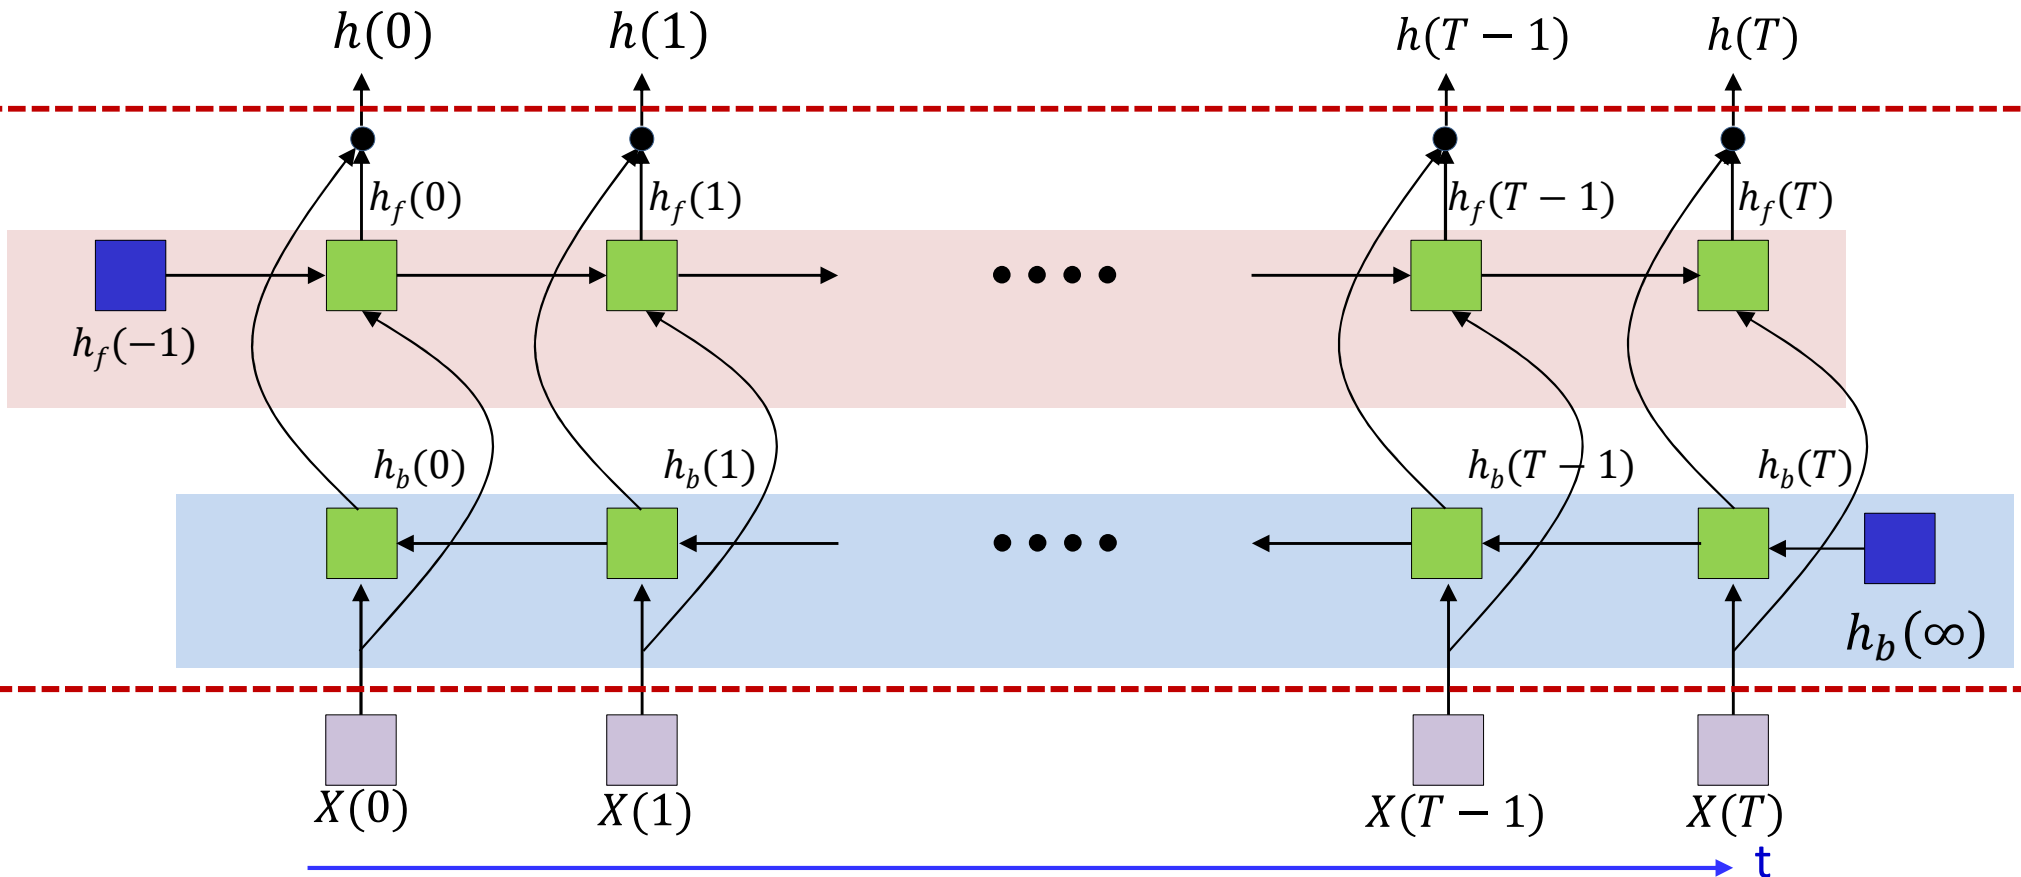 h(0) h(1) h(T − 1) h(T)
h_f(0) h_f(1) h_f(T − 1) h_f(T)
h_f(−1)
h_b(0) h_b(1) h_b(T − 1) h_b(T)
h_b(∞)
X(0) X(1) X(T − 1) X(T)
t